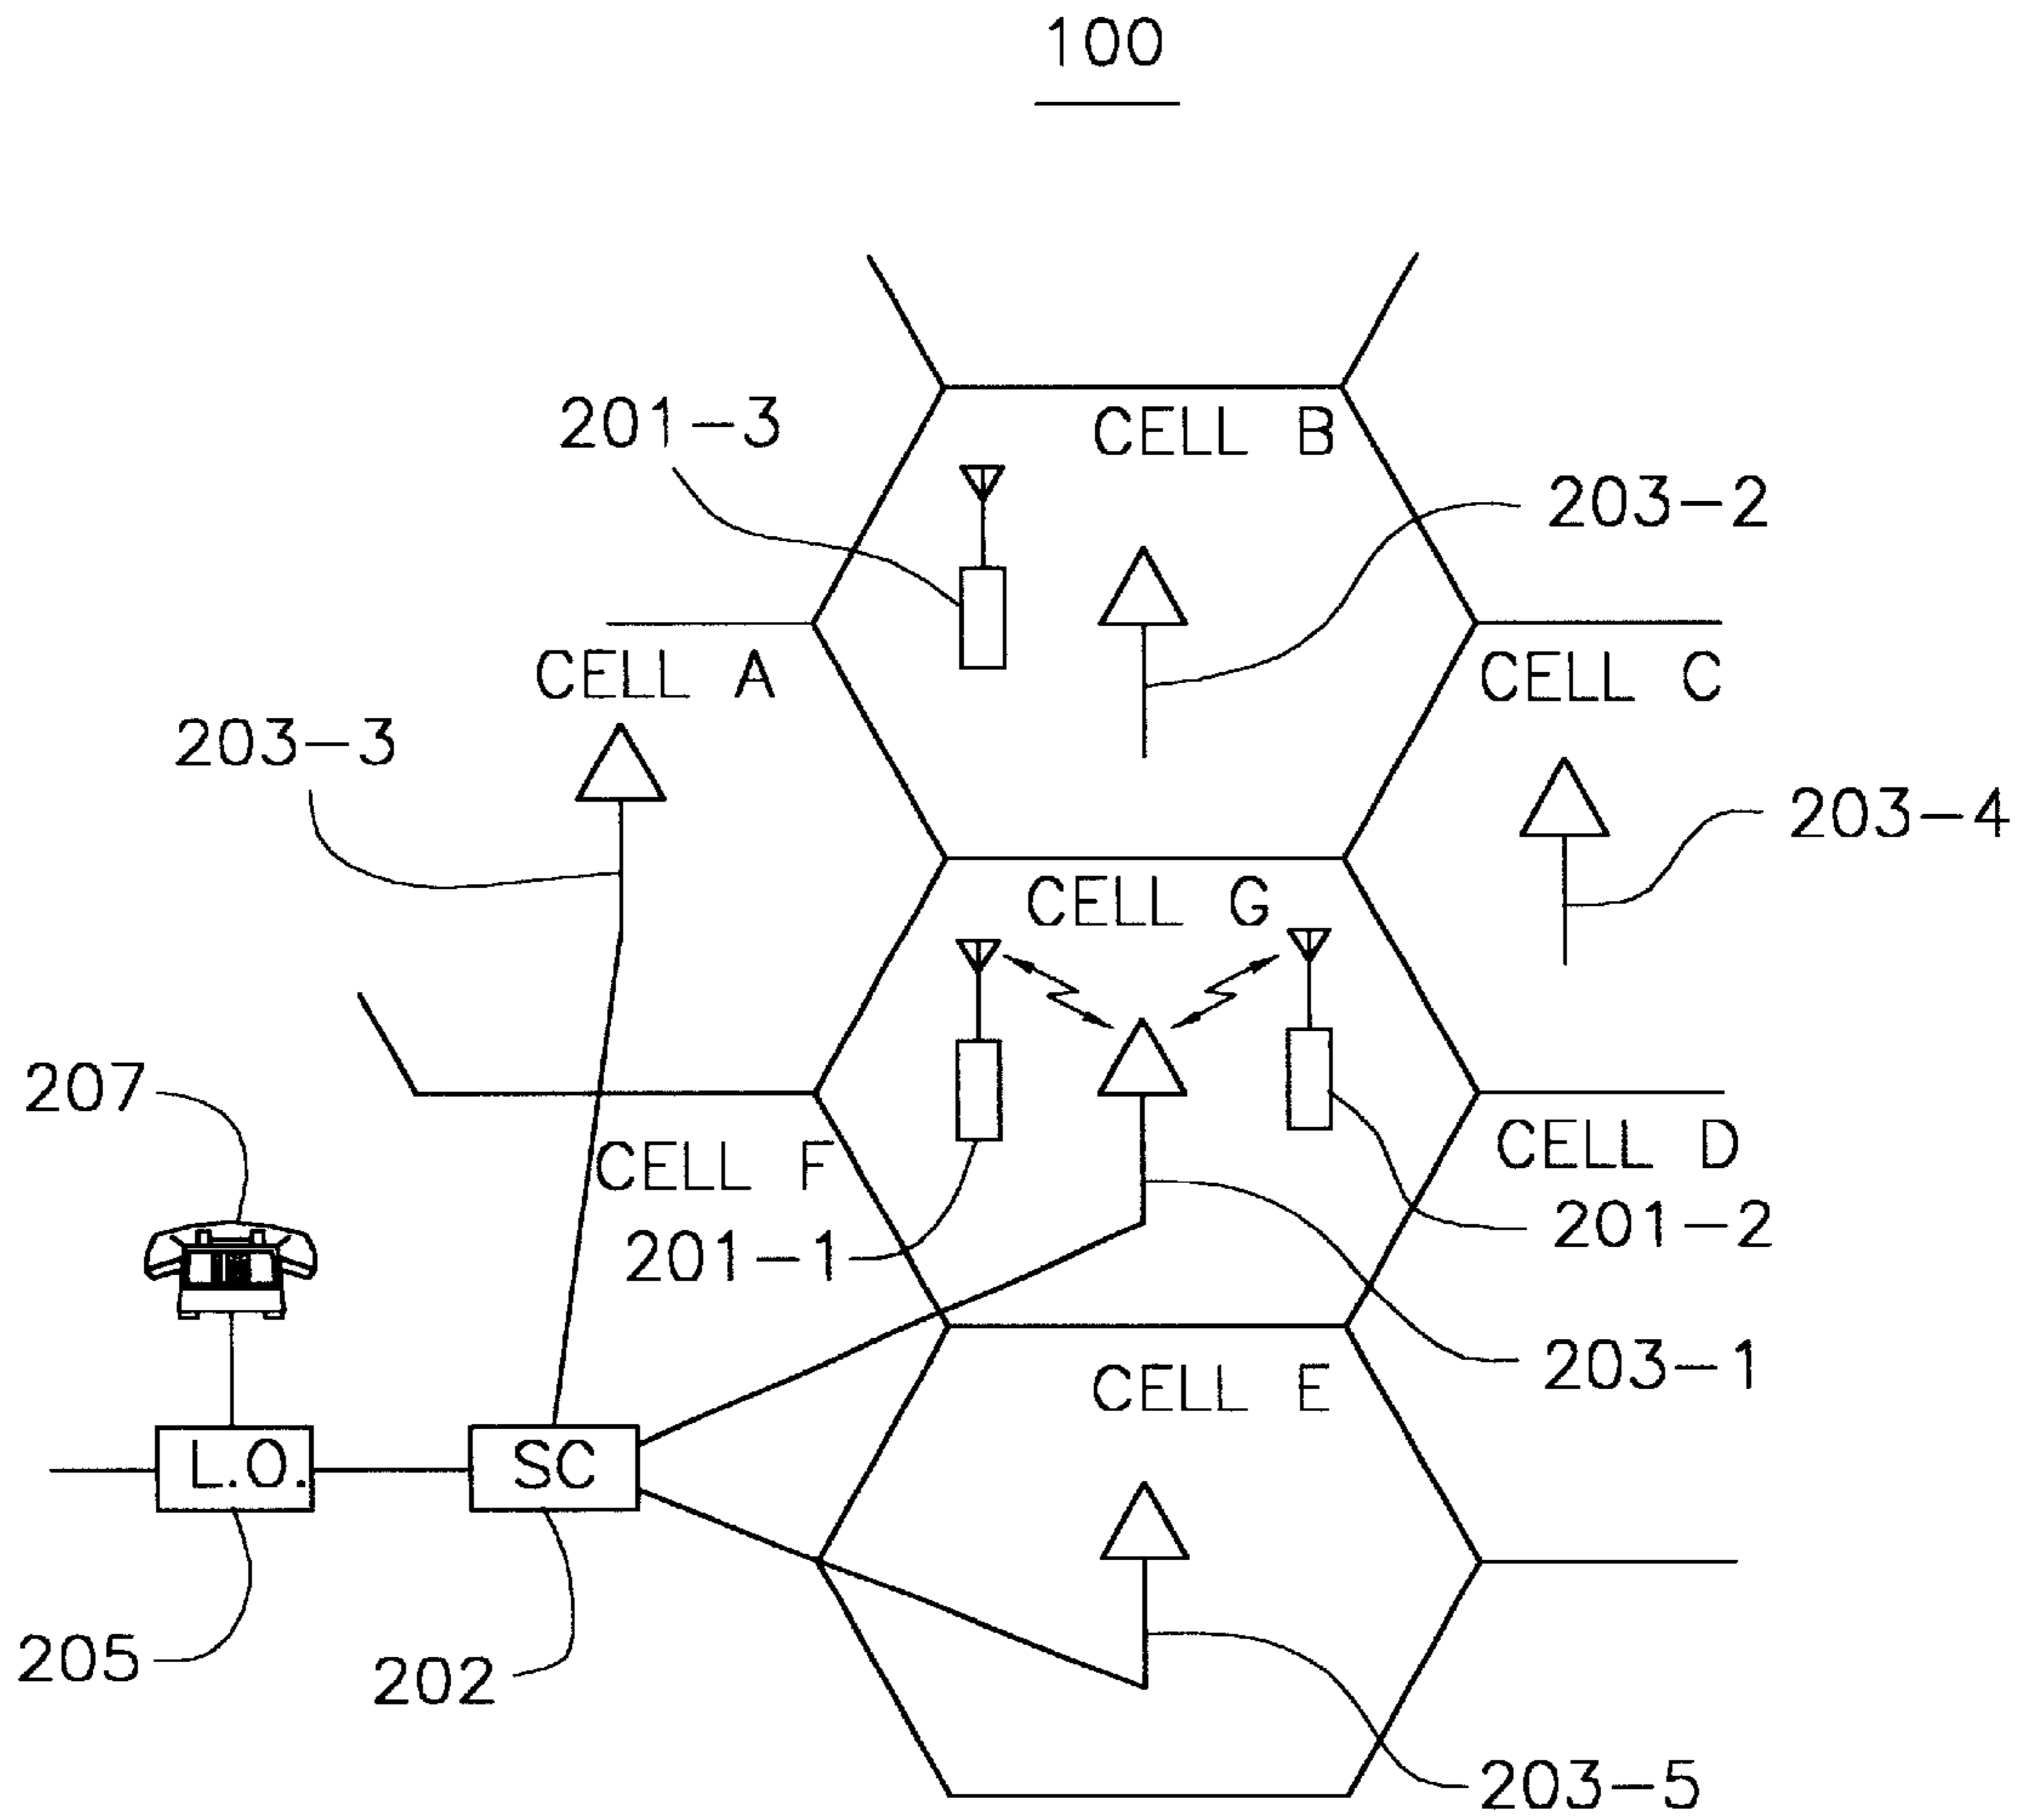 100
201-3
CELL B
203-2
CELL A
CELL C
203-3
203-4
CELL G
207
CELL F
CELL D
201-1
201-2
203-1
CELL E
L.O.
SC
205
202
203-5